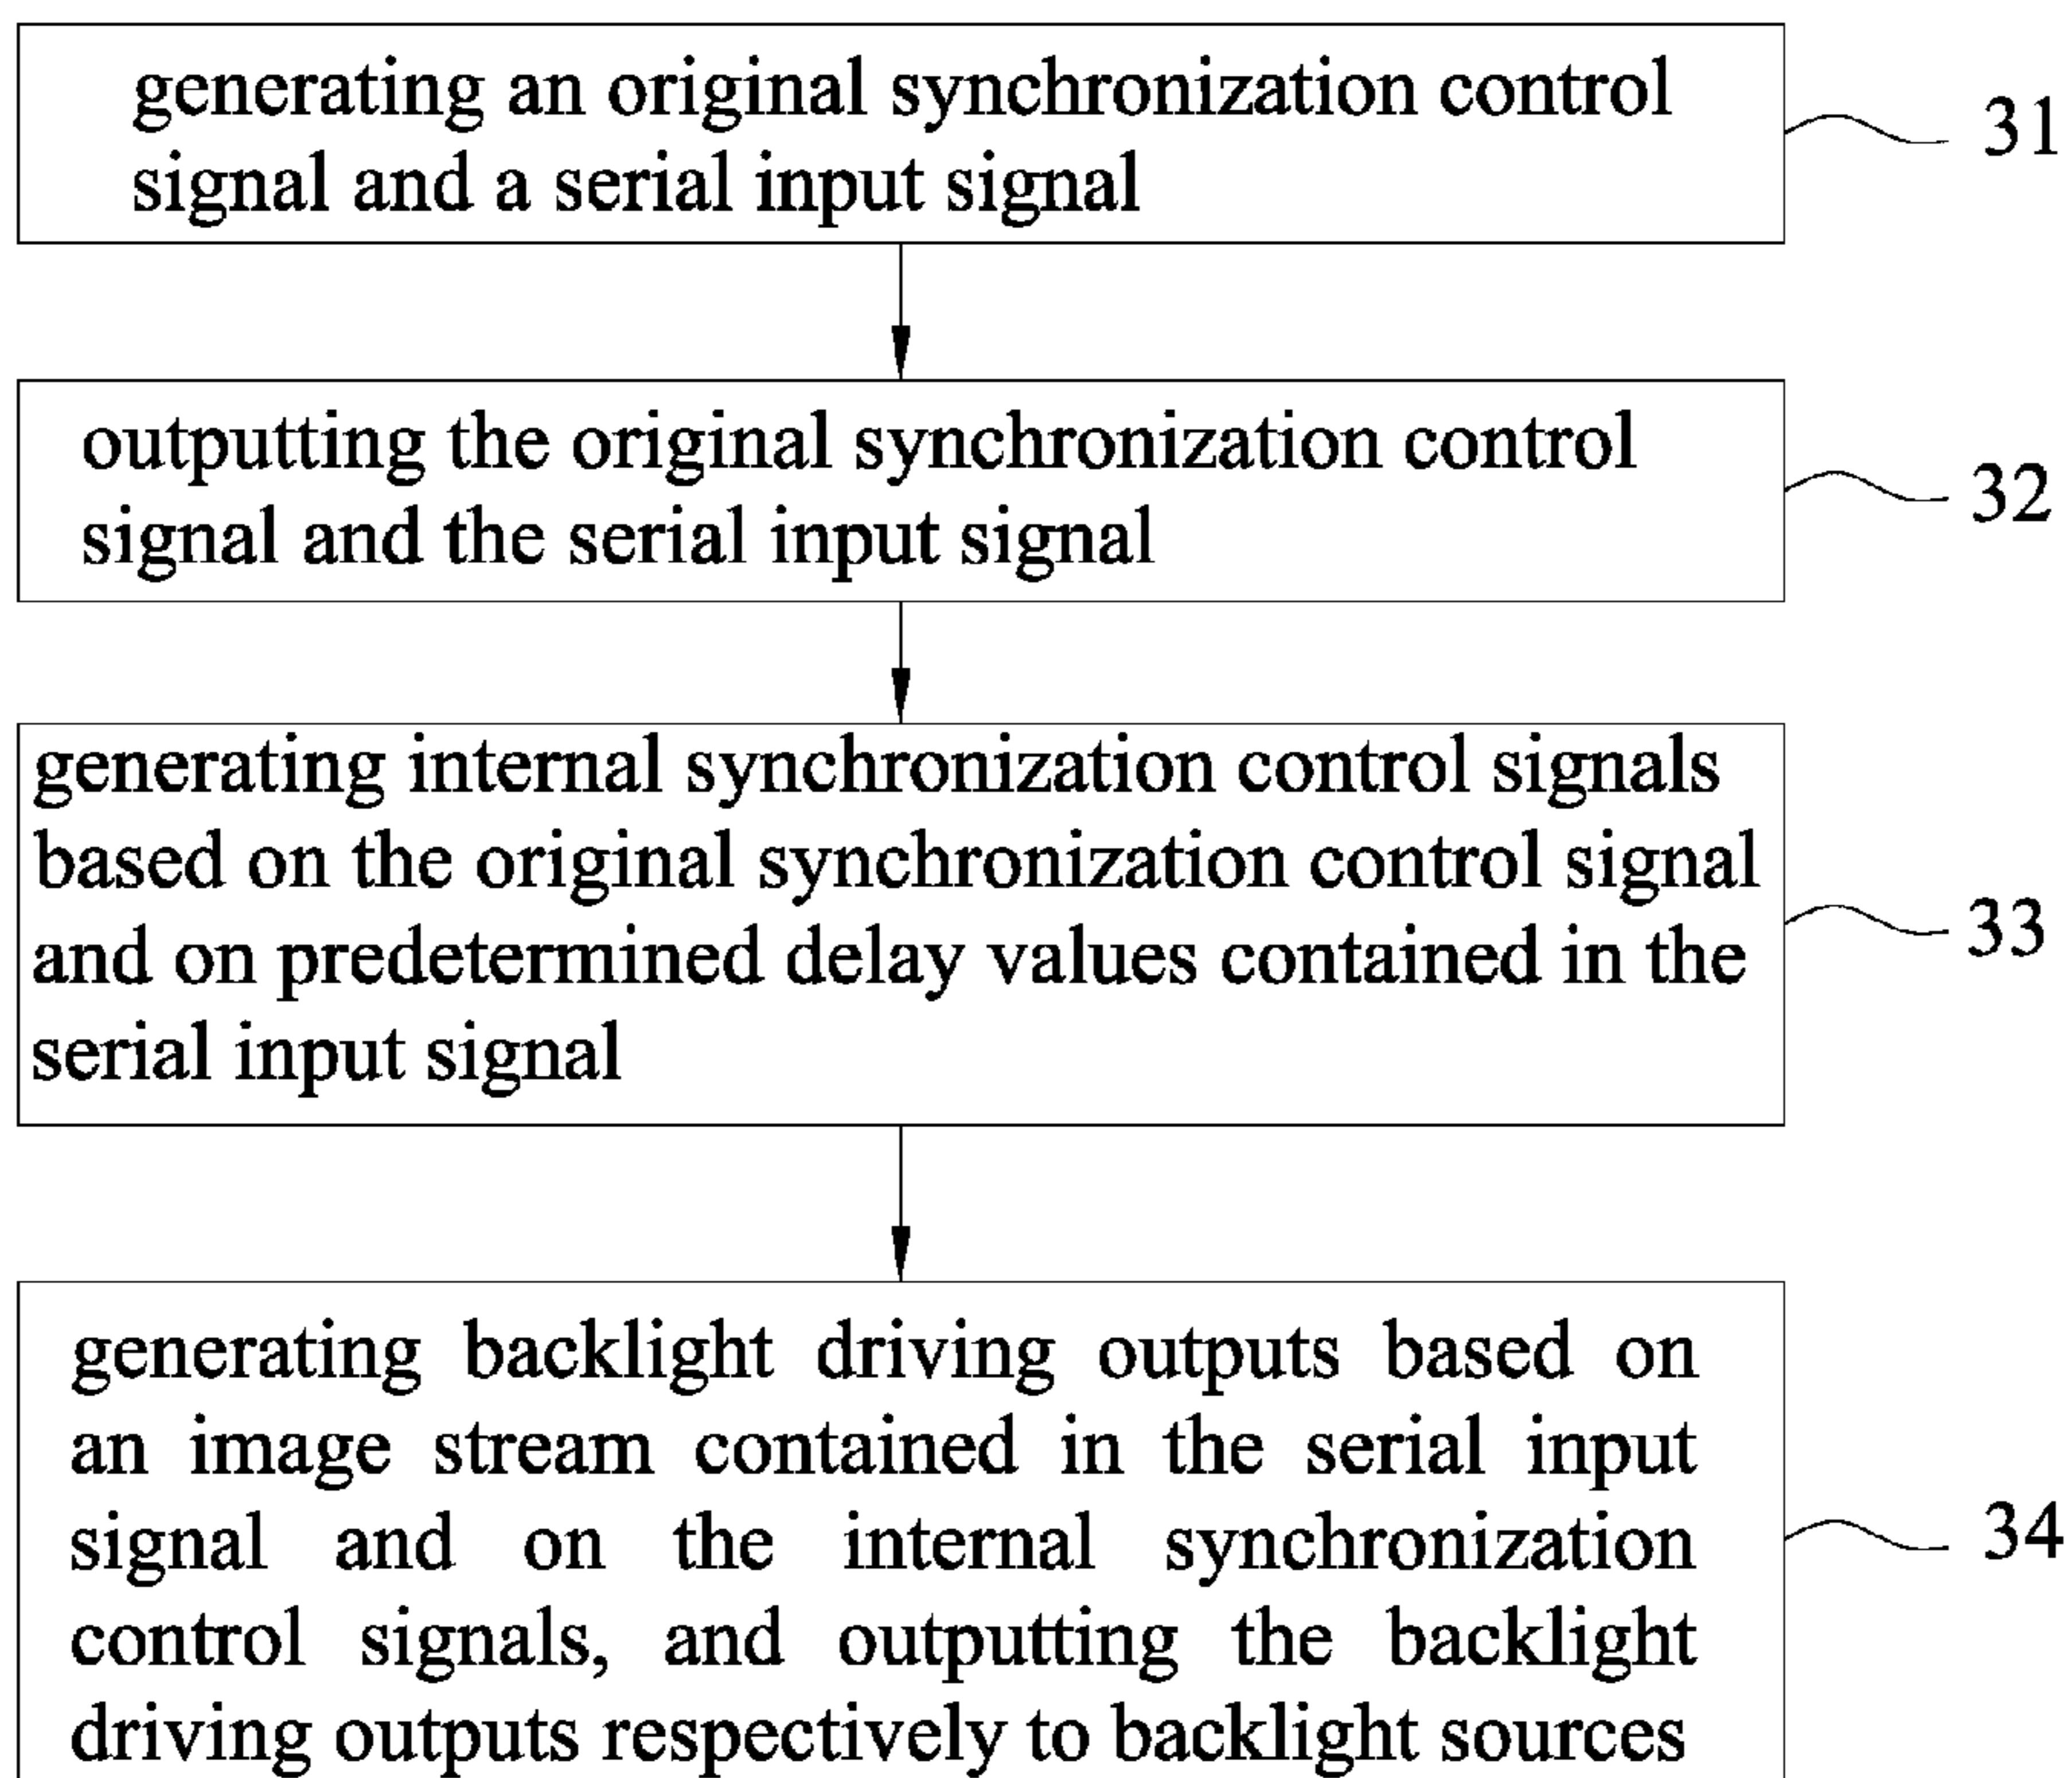 generating an original synchronization control
signal and a serial input signal
31
outputting the original synchronization control
signal and the serial input signal
32
generating internal synchronization control signals
based on the original synchronization control signal
and on predetermined delay values contained in the
serial input signal
33
generating backlight driving outputs based on
an image stream contained in the serial input
signal and on the internal synchronization
control signals, and outputting the backlight
driving outputs respectively to backlight sources
34